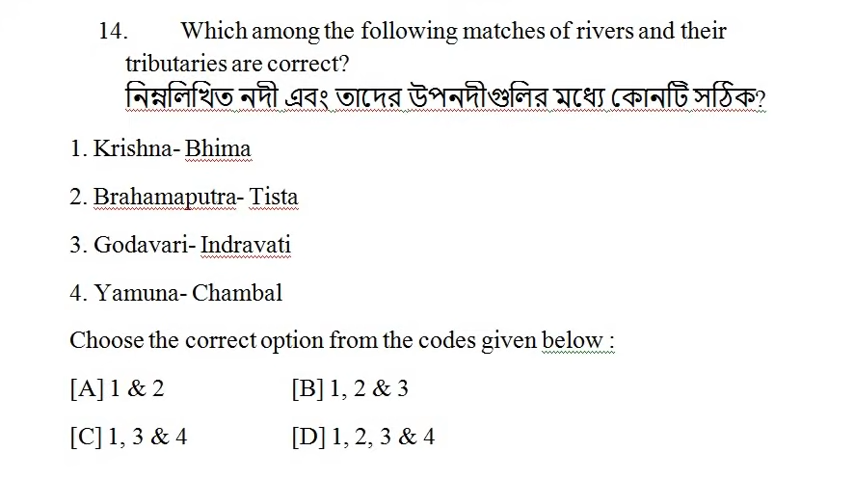 14. Which among the following matches of rivers and their
tributaries are correct?
নিম্নলিখিত নদী এবং তাদের উপনদীগুলির মধ্যে কোনটি সঠিক?
1. Krishna- Bhima
2. Brahamaputra- Tista
3. Godavari- Indravati
4. Yamuna- Chambal
Choose the correct option from the codes given below :
[A] 1 & 2 [B] 1, 2 & 3
[C] 1, 3 & 4 [D] 1, 2, 3 & 4